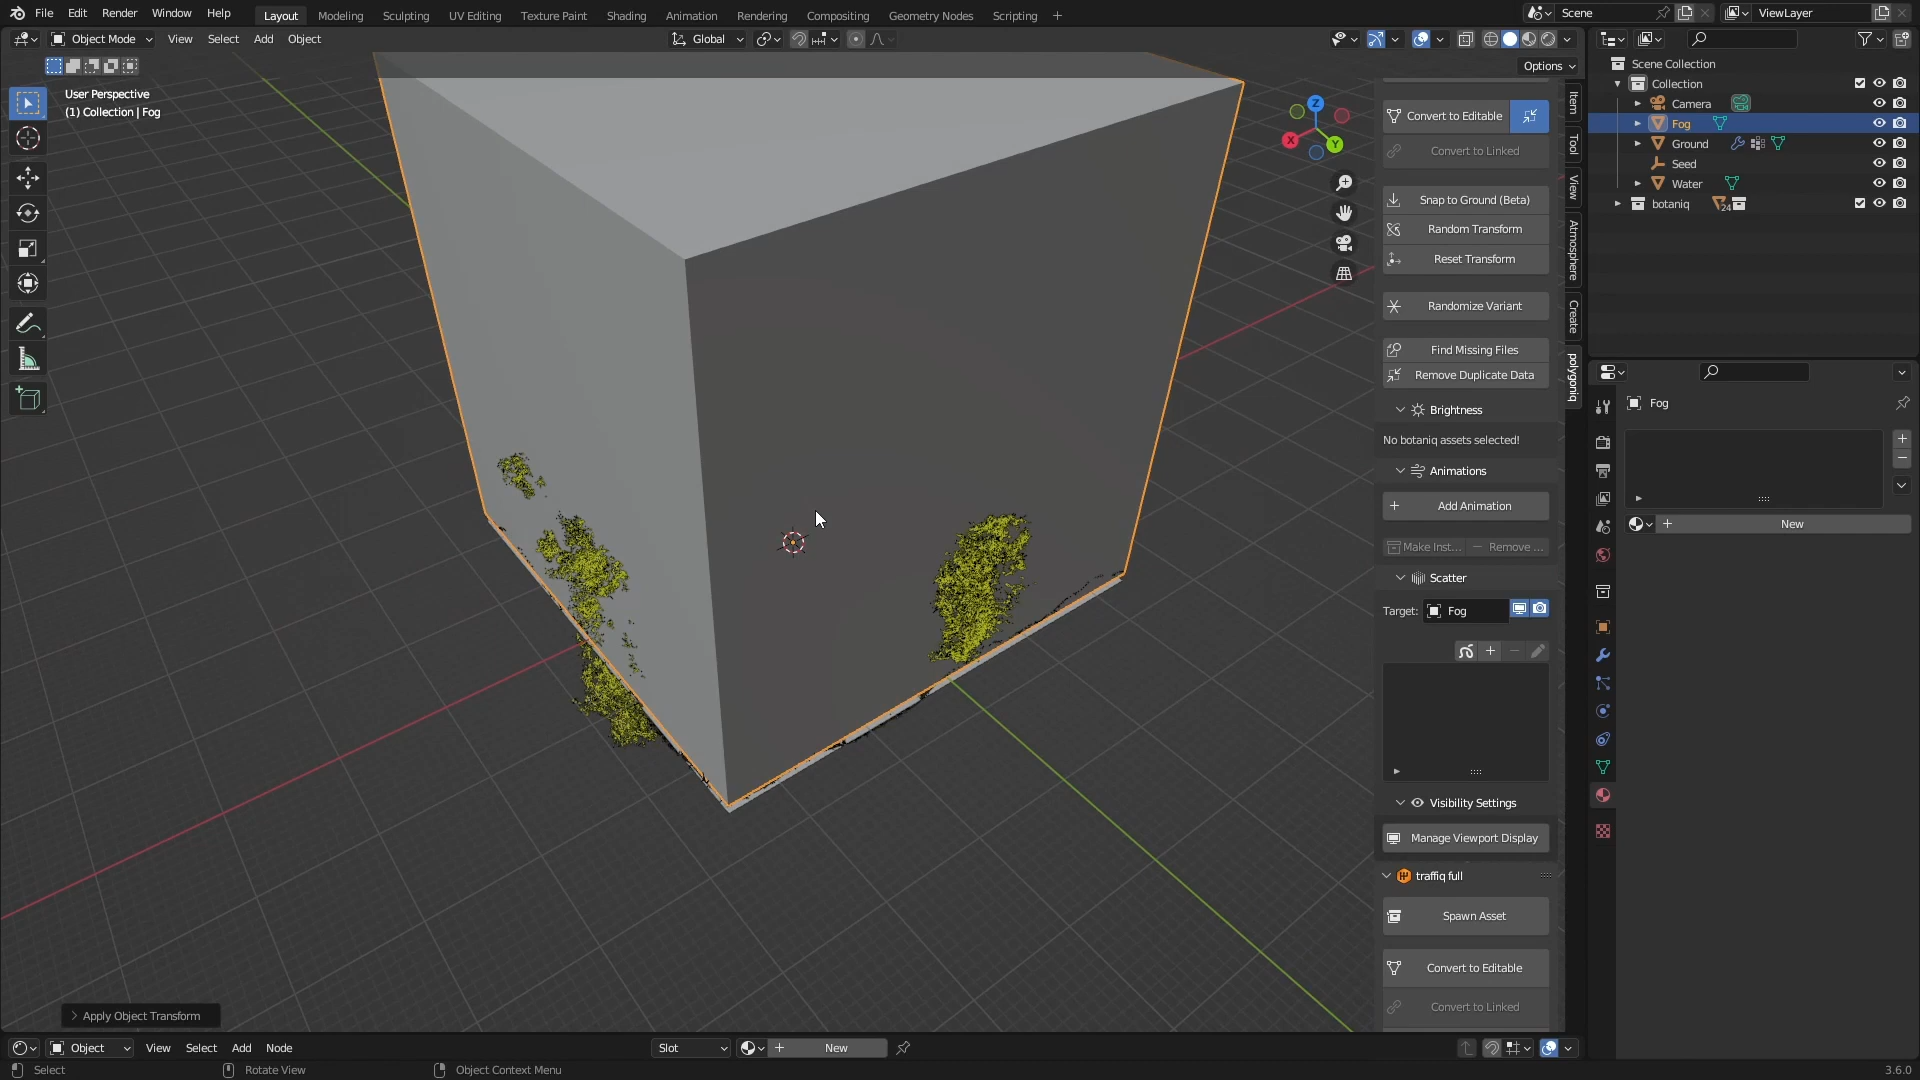 File Edit Render Window Help Layout Modeling Sculpting UV Editing Texture Paint Shading Animation Rendering Compositing Geometry Nodes Scripting + Scene ViewLayer
Object Mode View Select Add Object Global
Options
User Perspective
(1) Collection | Fog
X Y Z
Convert to Editable
Convert to Linked
Snap to Ground (Beta)
Random Transform
Reset Transform
Randomize Variant
Find Missing Files
Remove Duplicate Data
Brightness
No botaniq assets selected!
Animations
Add Animation
Make Inst... Remove ...
Scatter
Target: Fog
Visibility Settings
Manage Viewport Display
traffiq full
Spawn Asset
Convert to Editable
Convert to Linked
Item
Tool
View
Atmosphere
Create
polygoniq
Scene Collection
Collection
Camera
Fog
Ground
Seed
Water
botaniq 24
Fog
New
Apply Object Transform
Object View Select Add Node Slot New
Select Rotate View Object Context Menu 3.6.0